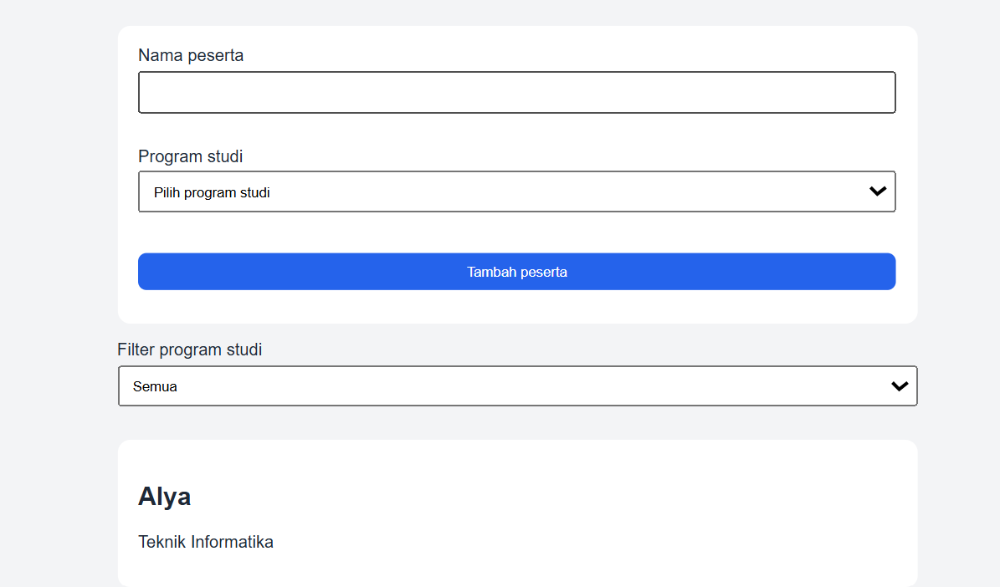 Nama peserta
Program studi
Pilih program studi
Tambah peserta
Filter program studi
Semua
Alya
Teknik Informatika